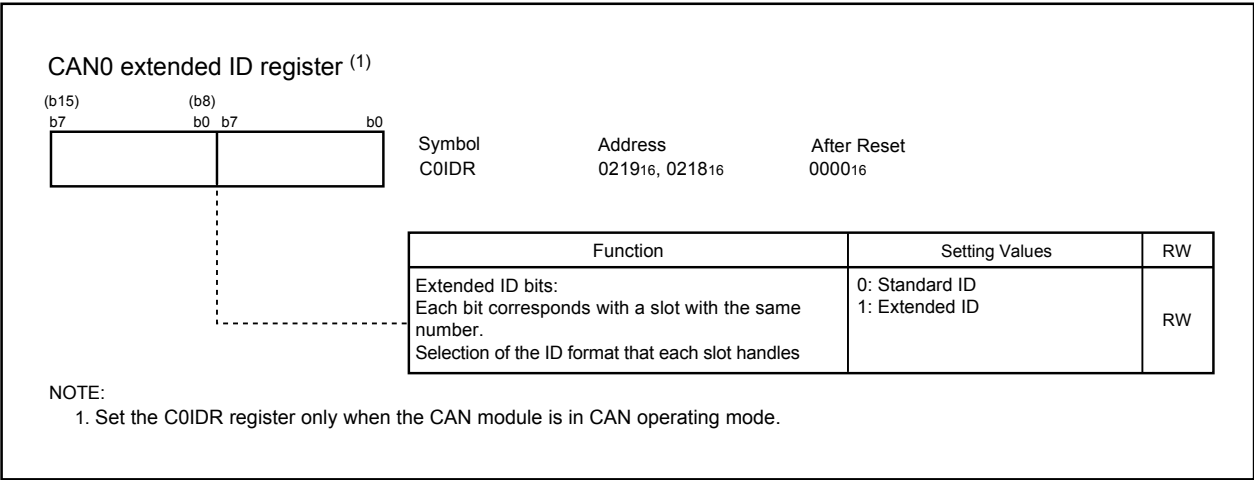 CAN0 extended ID register (1)
(b15) (b8)
b7 b0 b7 b0
Symbol Address After Reset
C0IDR 021916, 021816 000016
Function Setting Values RW
Extended ID bits: 0: Standard ID
Each bit corresponds with a slot with the same 1: Extended ID
number. RW
Selection of the ID format that each slot handles
NOTE:
1. Set the C0IDR register only when the CAN module is in CAN operating mode.